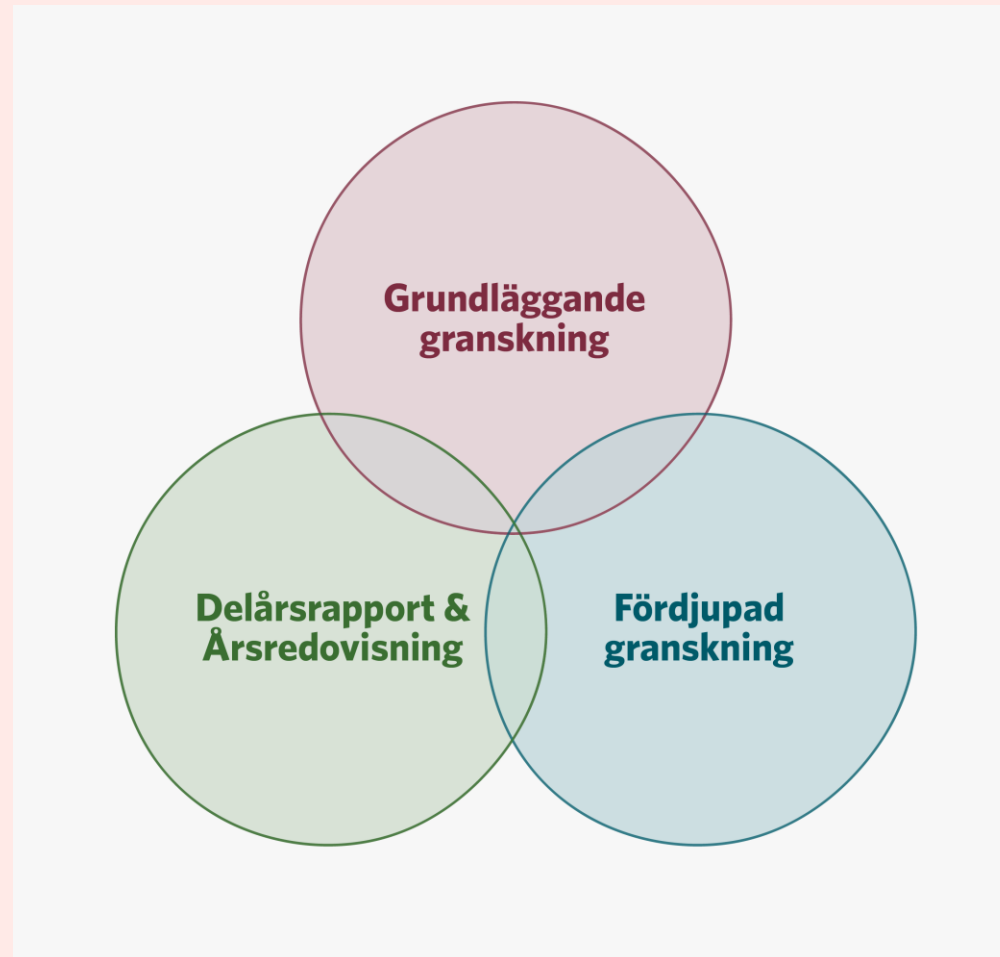 Grundläggande
granskning
Delårsrapport &
Årsredovisning
Fördjupad
granskning